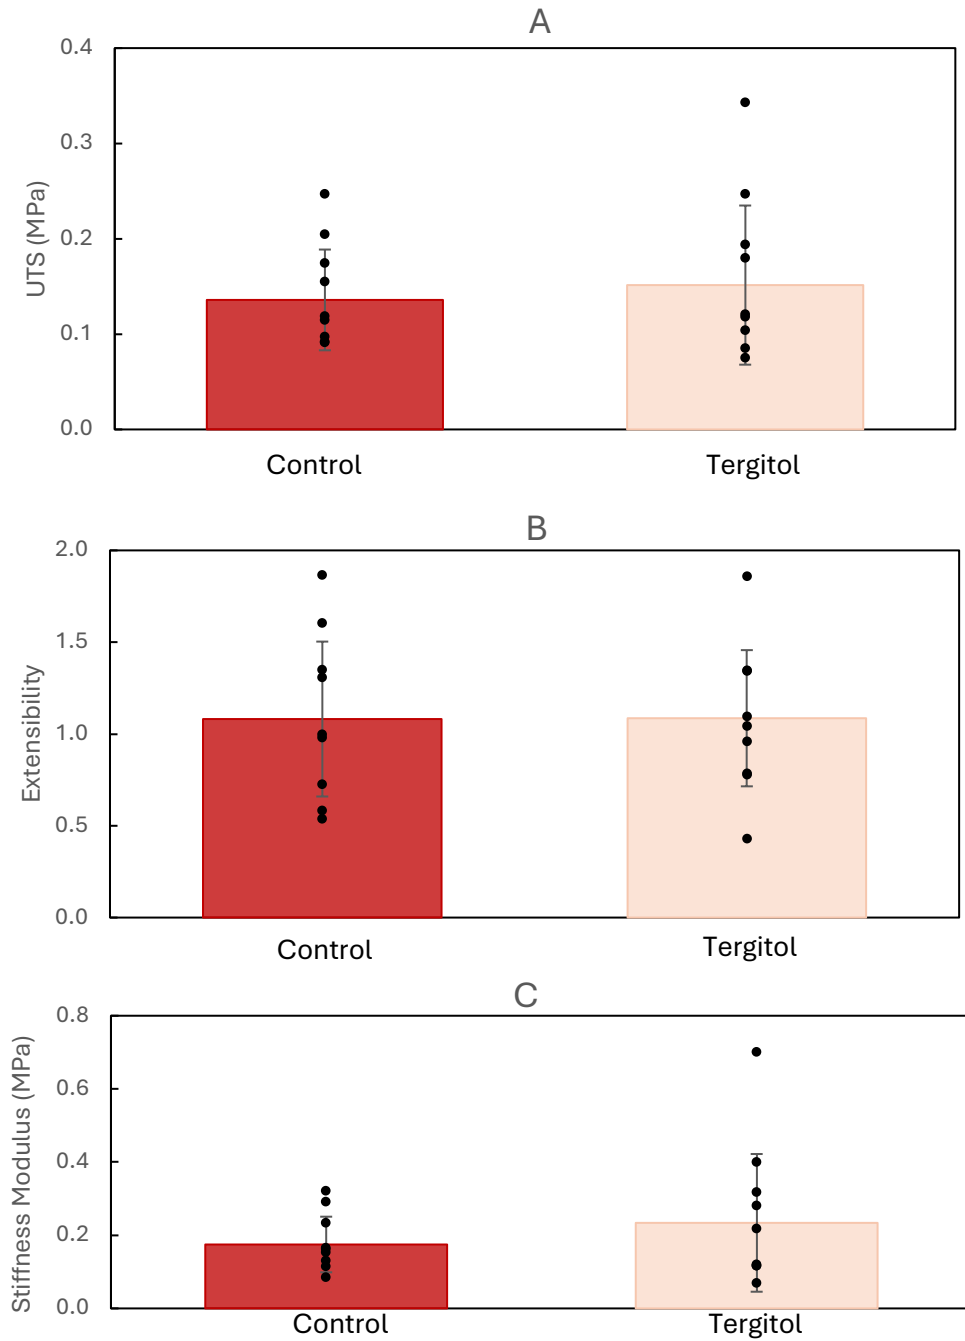 A
0.4
0.3
0.2
0.1
0.0
UTS (MPa)
Control Tergitol
B
2.0
1.5
1.0
0.5
0.0
Extensibility
Control Tergitol
C
0.8
0.6
0.4
0.2
0.0
Stiffness Modulus (MPa)
Control Tergitol